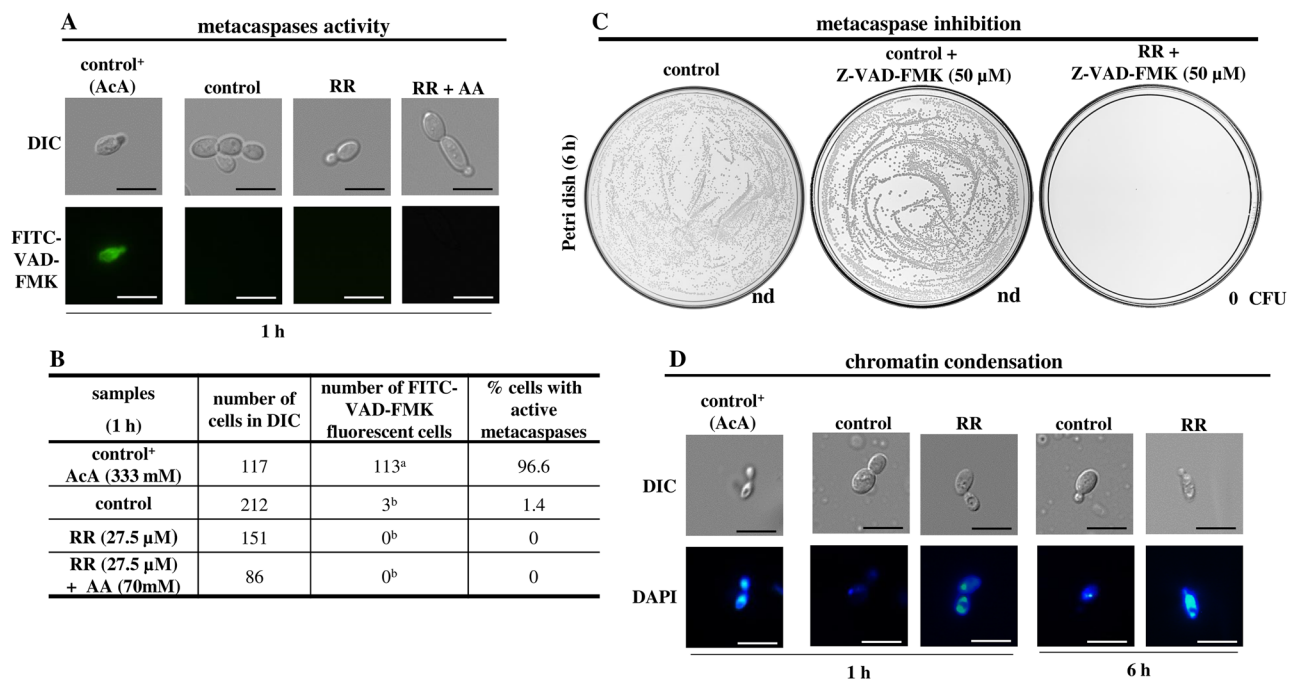 A
metacaspases activity
control⁺
(AcA)
control
RR
RR + AA
DIC
FITC-
VAD-
FMK
1 h
B
samples
(1 h)
number of
cells in DIC
number of FITC-
VAD-FMK
fluorescent cells
% cells with
active
metacaspases
control⁺
AcA (333 mM)
117
113ᵃ
96.6
control
212
3ᵇ
1.4
RR (27.5 µM)
151
0ᵇ
0
RR (27.5 µM)
+ AA (70mM)
86
0ᵇ
0
C
metacaspase inhibition
control
control +
Z-VAD-FMK (50 µM)
RR +
Z-VAD-FMK (50 µM)
Petri dish (6 h)
nd
nd
0 CFU
D
chromatin condensation
control⁺
(AcA)
control
RR
control
RR
DIC
DAPI
1 h
6 h